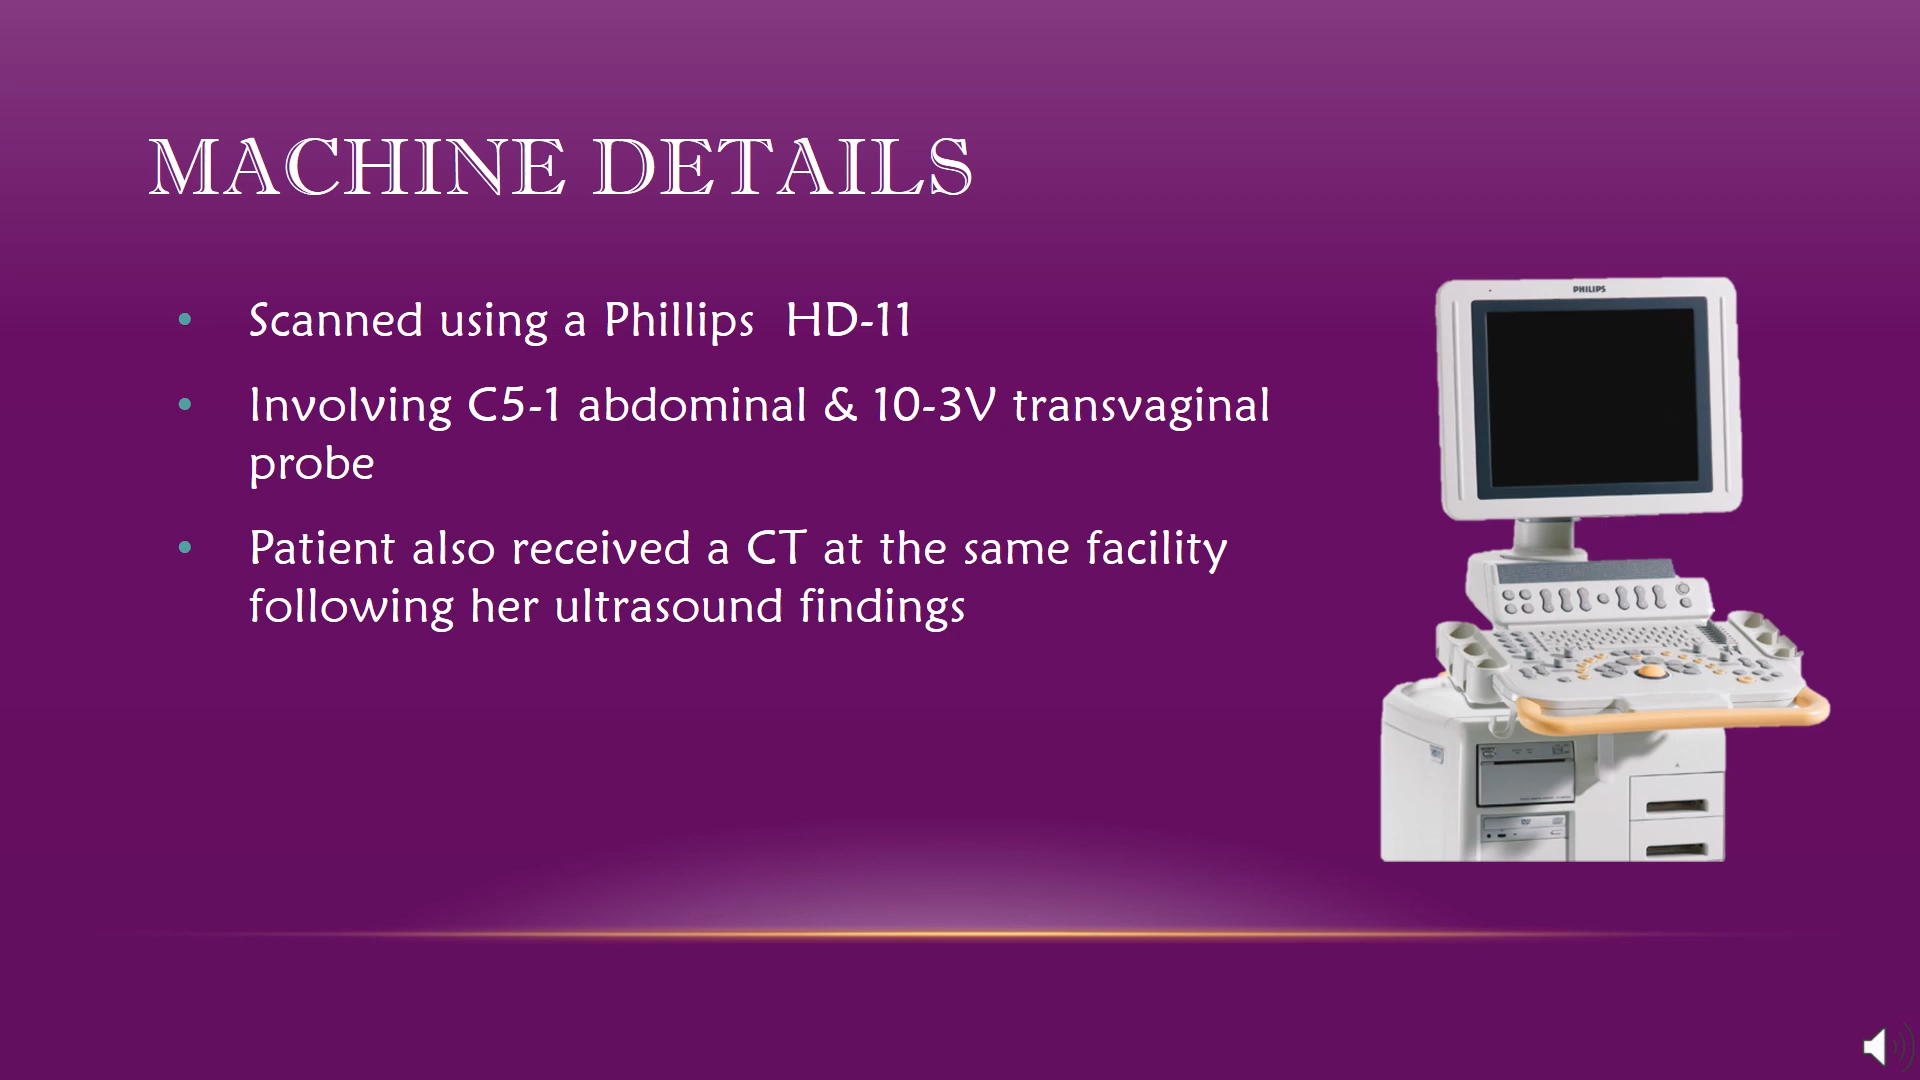 MACHINE DETAILS
• Scanned using a Phillips HD-11
• Involving C5-1 abdominal & 10-3V transvaginal
probe
• Patient also received a CT at the same facility
following her ultrasound findings
PHILIPS